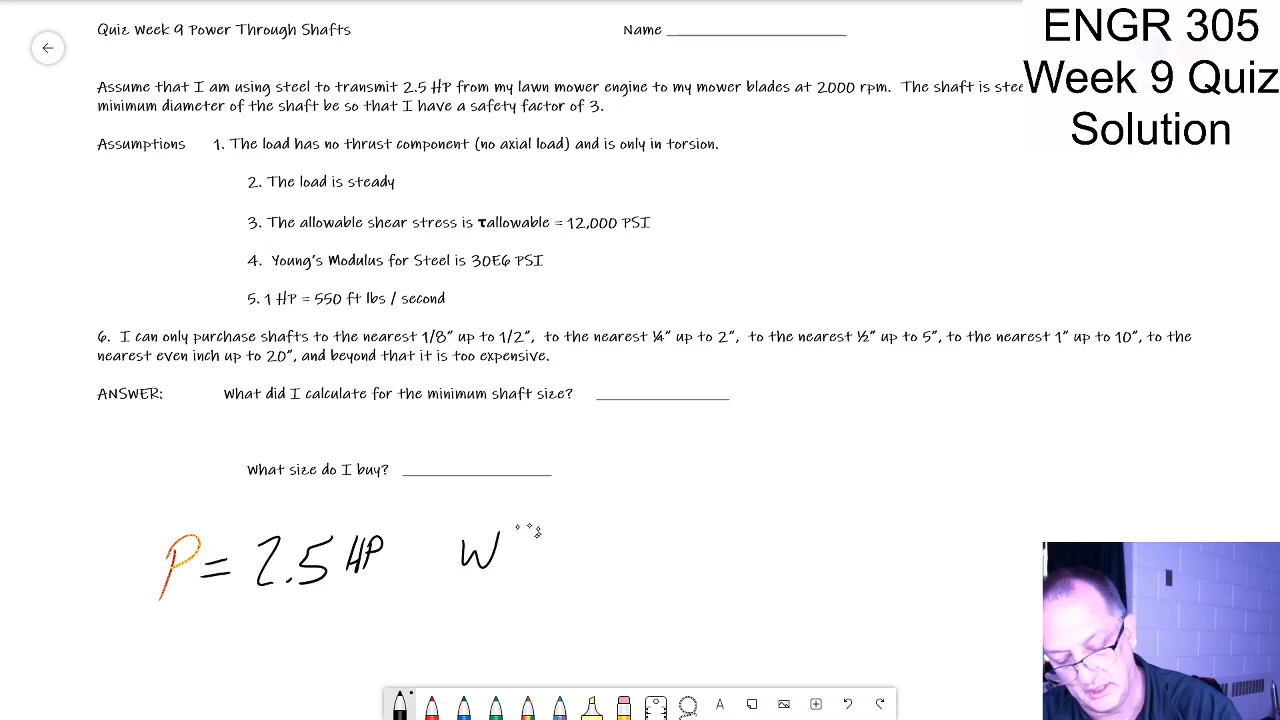 Quiz Week 9 Power Through Shafts Name
ENGR 305
Week 9 Quiz
Solution
Assume that I am using steel to transmit 2.5 HP from my lawn mower engine to my mower blades at 2000 rpm. The shaft is stee
minimum diameter of the shaft be so that I have a safety factor of 3.
Assumptions 1. The load has no thrust component (no axial load) and is only in torsion.
2. The load is steady
3. The allowable shear stress is τallowable = 12,000 PSI
4. Young's Modulus for Steel is 30E6 PSI
5. 1 HP = 550 ft lbs / second
6. I can only purchase shafts to the nearest 1/8" up to 1/2", to the nearest ¼" up to 2", to the nearest ½" up to 5", to the nearest 1" up to 10", to the
nearest even inch up to 20", and beyond that it is too expensive.
ANSWER: What did I calculate for the minimum shaft size?
What size do I buy?
P = 2.5 HP W
A